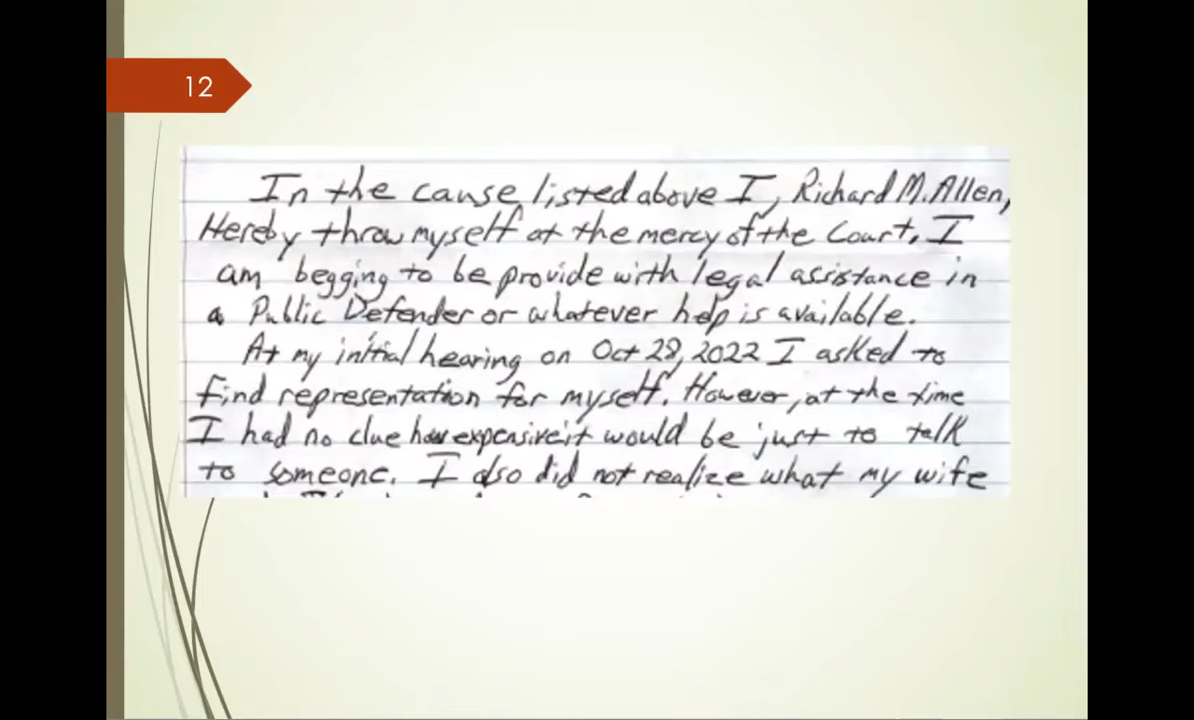 12
In the cause listed above I, Richard M. Allen,
Hereby throw myself at the mercy of the Court. I
am begging to be provide with legal assistance in
a Public Defender or whatever help is available.
At my initial hearing on Oct 28, 2022 I asked to
find representation for myself. However, at the time
I had no clue how expensive it would be just to talk
to someone. I also did not realize what my wife